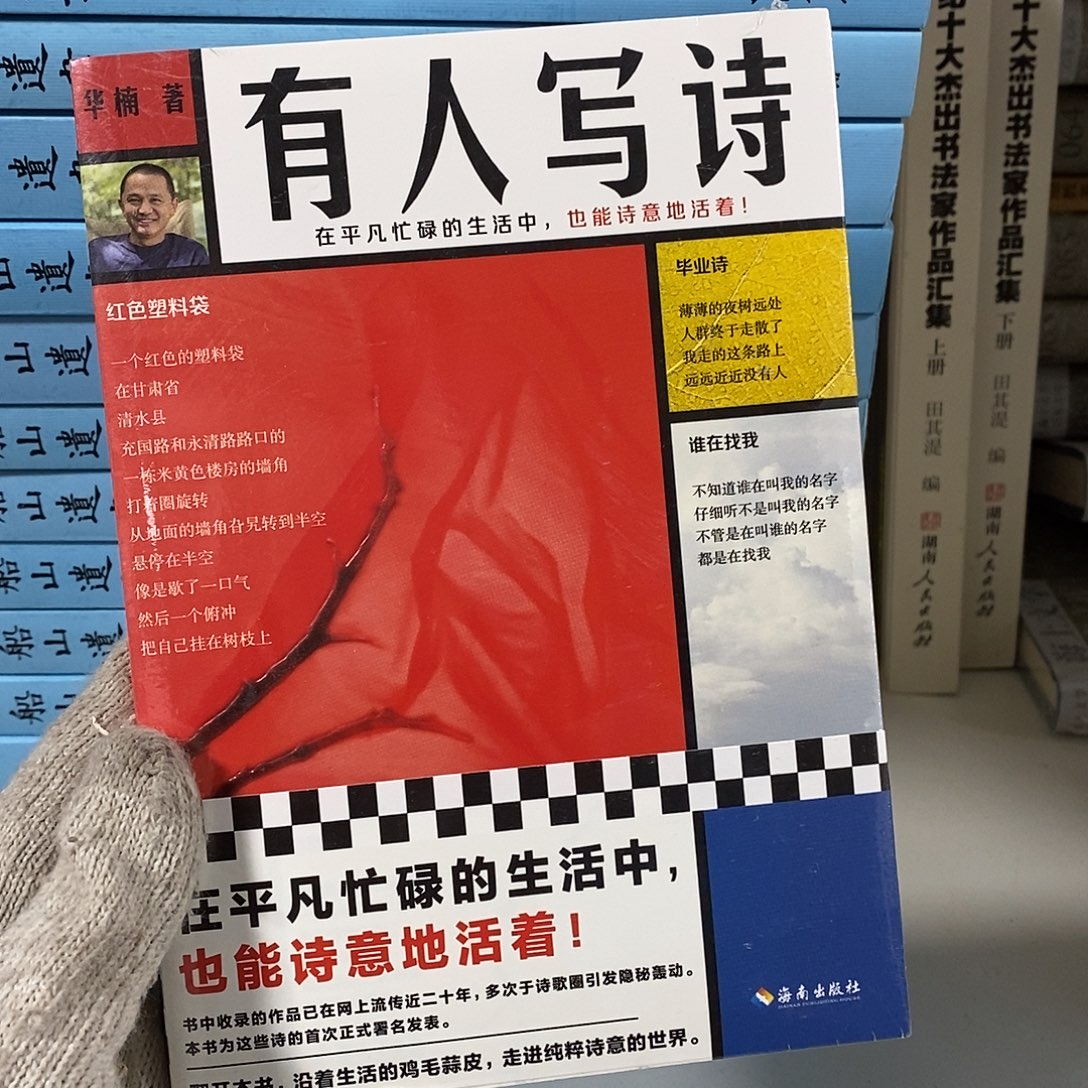 华楠 著
有人写诗
在平凡忙碌的生活中，也能诗意地活着！
红色塑料袋
一个红色的塑料袋
在甘肃省
清水县
充国路和永清路路口的
一栋米黄色楼房的墙角
打着圈旋转
从地面的墙角旮旯转到半空
悬停在半空
像是歇了一口气
然后一个俯冲
把自己挂在树枝上
毕业诗
薄薄的夜树远处
人群终于走散了
我走的这条路上
远远近近没有人
谁在找我
不知道谁在叫我的名字
仔细听不是叫我的名字
不管是在叫谁的名字
都是在找我
在平凡忙碌的生活中，
也能诗意地活着！
书中收录的作品已在网上流传近二十年，多次于诗歌圈引发隐秘轰动。
本书为这些诗的首次正式署名发表。
翻开本书，沿着生活的鸡毛蒜皮，走进纯粹诗意的世界。
海南出版社
HAINAN PUBLISHING HOUSE
十大杰出书法家作品汇集 上册 田其湜 编 湖南人民出版社
十大杰出书法家作品汇集 下册 田其湜 编 湖南人民出版社
遺
遺
山遺
山遺
船山遺
船山遺
船山遺
船山遺
船山遺